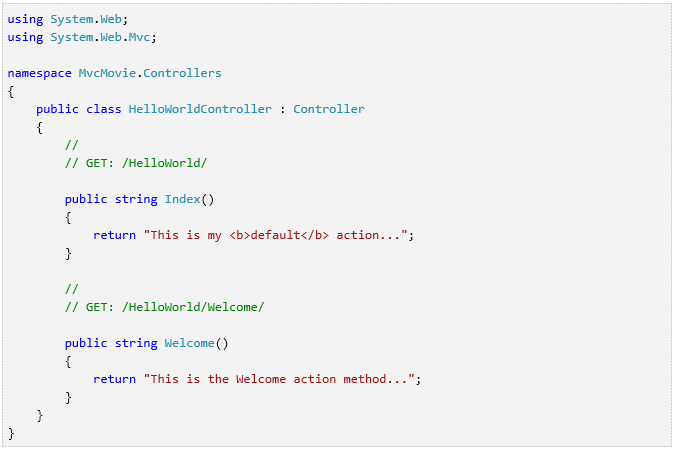 using System.Web;
using System.Web.Mvc;

namespace MvcMovie.Controllers
{
    public class HelloWorldController : Controller
    {
        //
        // GET: /HelloWorld/

        public string Index()
        {
            return "This is my <b>default</b> action...";
        }

        //
        // GET: /HelloWorld/Welcome/

        public string Welcome()
        {
            return "This is the Welcome action method...";
        }
    }
}